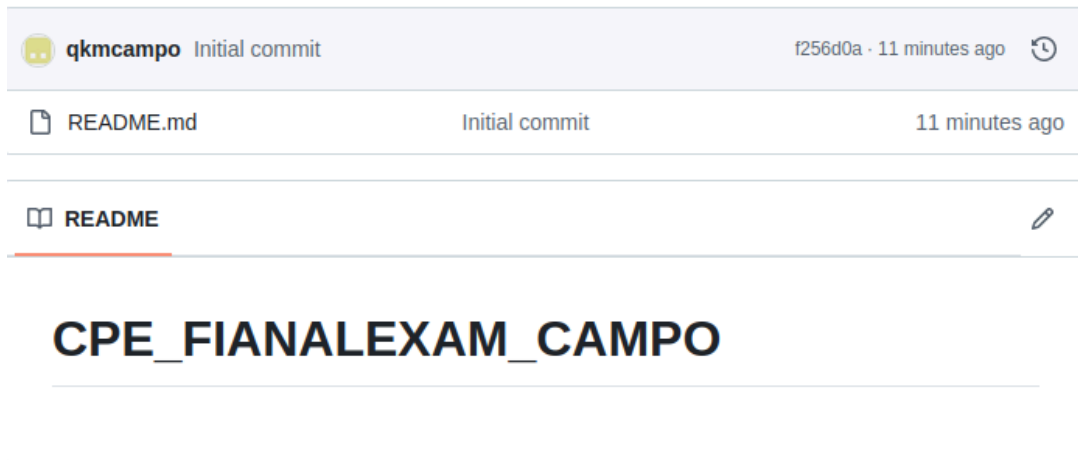 qkmcampo Initial commit f256d0a · 11 minutes ago
README.md Initial commit 11 minutes ago
README
CPE_FIANALEXAM_CAMPO